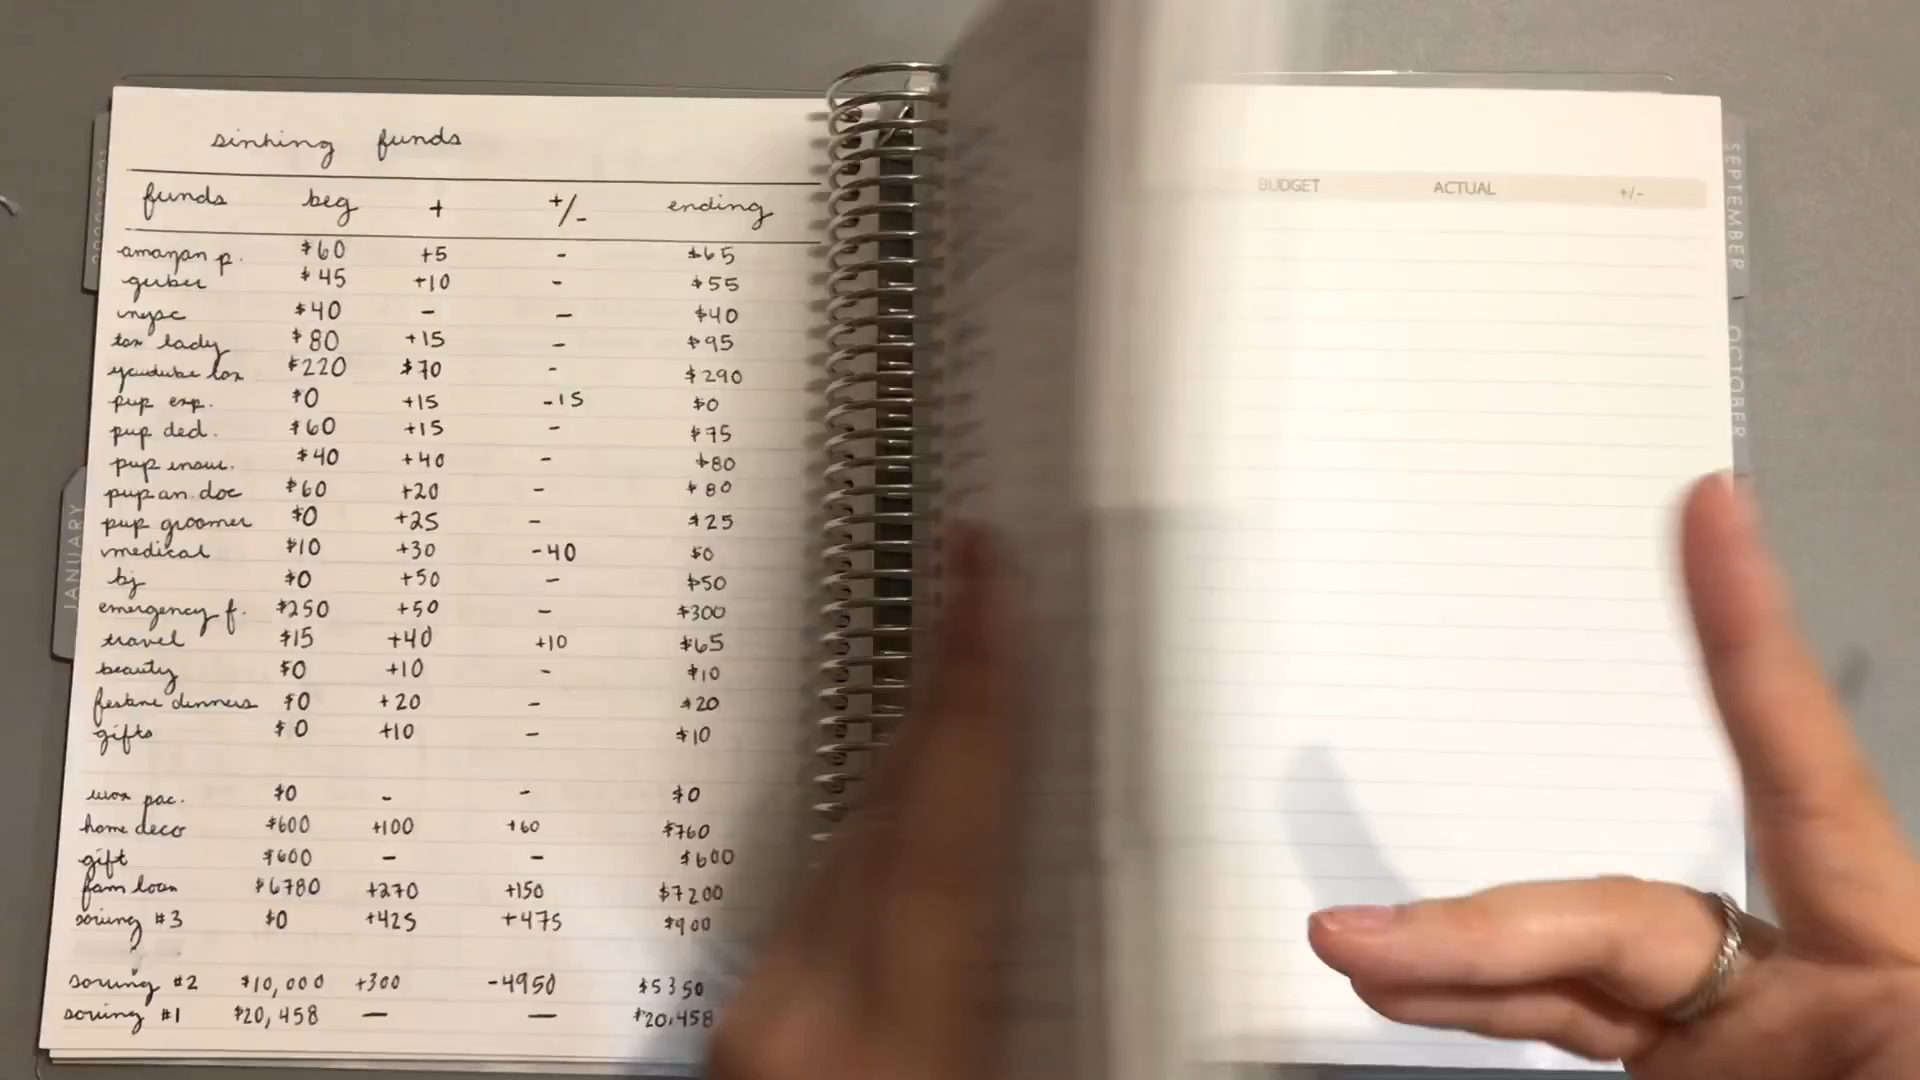 sinking funds
funds beg + +/- ending
amazon p. $60 +5 - $65
gerber $45 +10 - $55
nysc $40 - - $40
tax lady $80 +15 - $95
youtube tax $220 $70 - $290
pup exp. $0 +15 -15 $0
pup ded. $60 +15 - $75
pup insur. $40 +40 - $80
pup an. doc $60 +20 - $80
pup groomer $0 +25 - $25
medical $10 +30 -40 $0
bj $0 +50 - $50
emergency f. $250 +50 - $300
travel $15 +40 +10 $65
beauty $0 +10 - $10
festive dinners $0 +20 - $20
gifts $0 +10 - $10
pac. $0 - - $0
home deco $600 +100 +60 $760
gift $600 - - $600
fam loan $6780 +270 +150 $7200
saving #3 $0 +425 +475 $900
saving #2 $10,000 +300 -4950 $5350
saving #1 $20,458 — — $20,458
JANUARY
BUDGET ACTUAL +/-
SEPTEMBER
OCTOBER